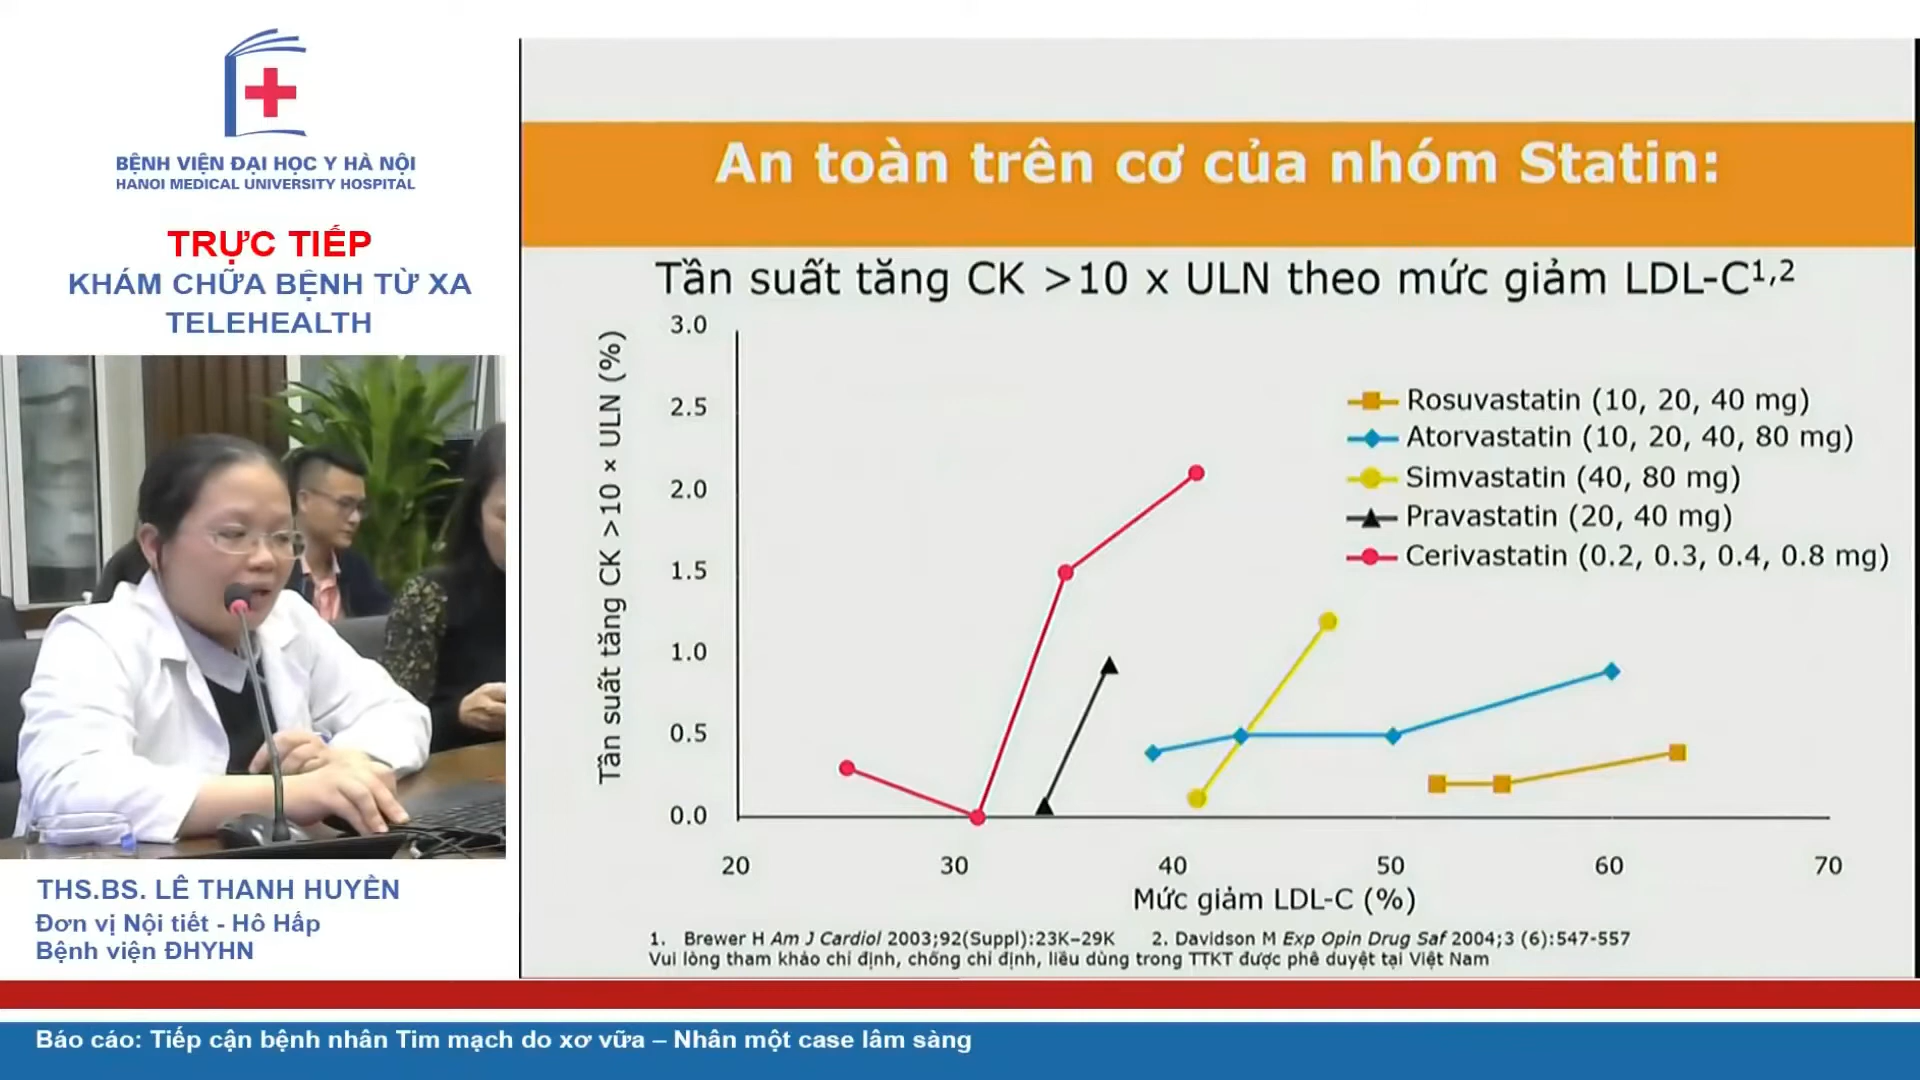 BỆNH VIỆN ĐẠI HỌC Y HÀ NỘI
HANOI MEDICAL UNIVERSITY HOSPITAL
TRỰC TIẾP
KHÁM CHỮA BỆNH TỪ XA
TELEHEALTH
THS.BS. LÊ THANH HUYỀN
Đơn vị Nội tiết - Hô Hấp
Bệnh viện ĐHYHN
An toàn trên cơ của nhóm Statin:
Tần suất tăng CK >10 x ULN theo mức giảm LDL-C1,2
Tần suất tăng CK >10 × ULN (%)
3.0
2.5
2.0
1.5
1.0
0.5
0.0
Rosuvastatin (10, 20, 40 mg)
Atorvastatin (10, 20, 40, 80 mg)
Simvastatin (40, 80 mg)
Pravastatin (20, 40 mg)
Cerivastatin (0.2, 0.3, 0.4, 0.8 mg)
20 30 40 50 60 70
Mức giảm LDL-C (%)
1. Brewer H Am J Cardiol 2003;92(Suppl):23K–29K 2. Davidson M Exp Opin Drug Saf 2004;3 (6):547-557
Vui lòng tham khảo chỉ định, chống chỉ định, liều dùng trong TTKT được phê duyệt tại Việt Nam
Báo cáo: Tiếp cận bệnh nhân Tim mạch do xơ vữa – Nhân một case lâm sàng